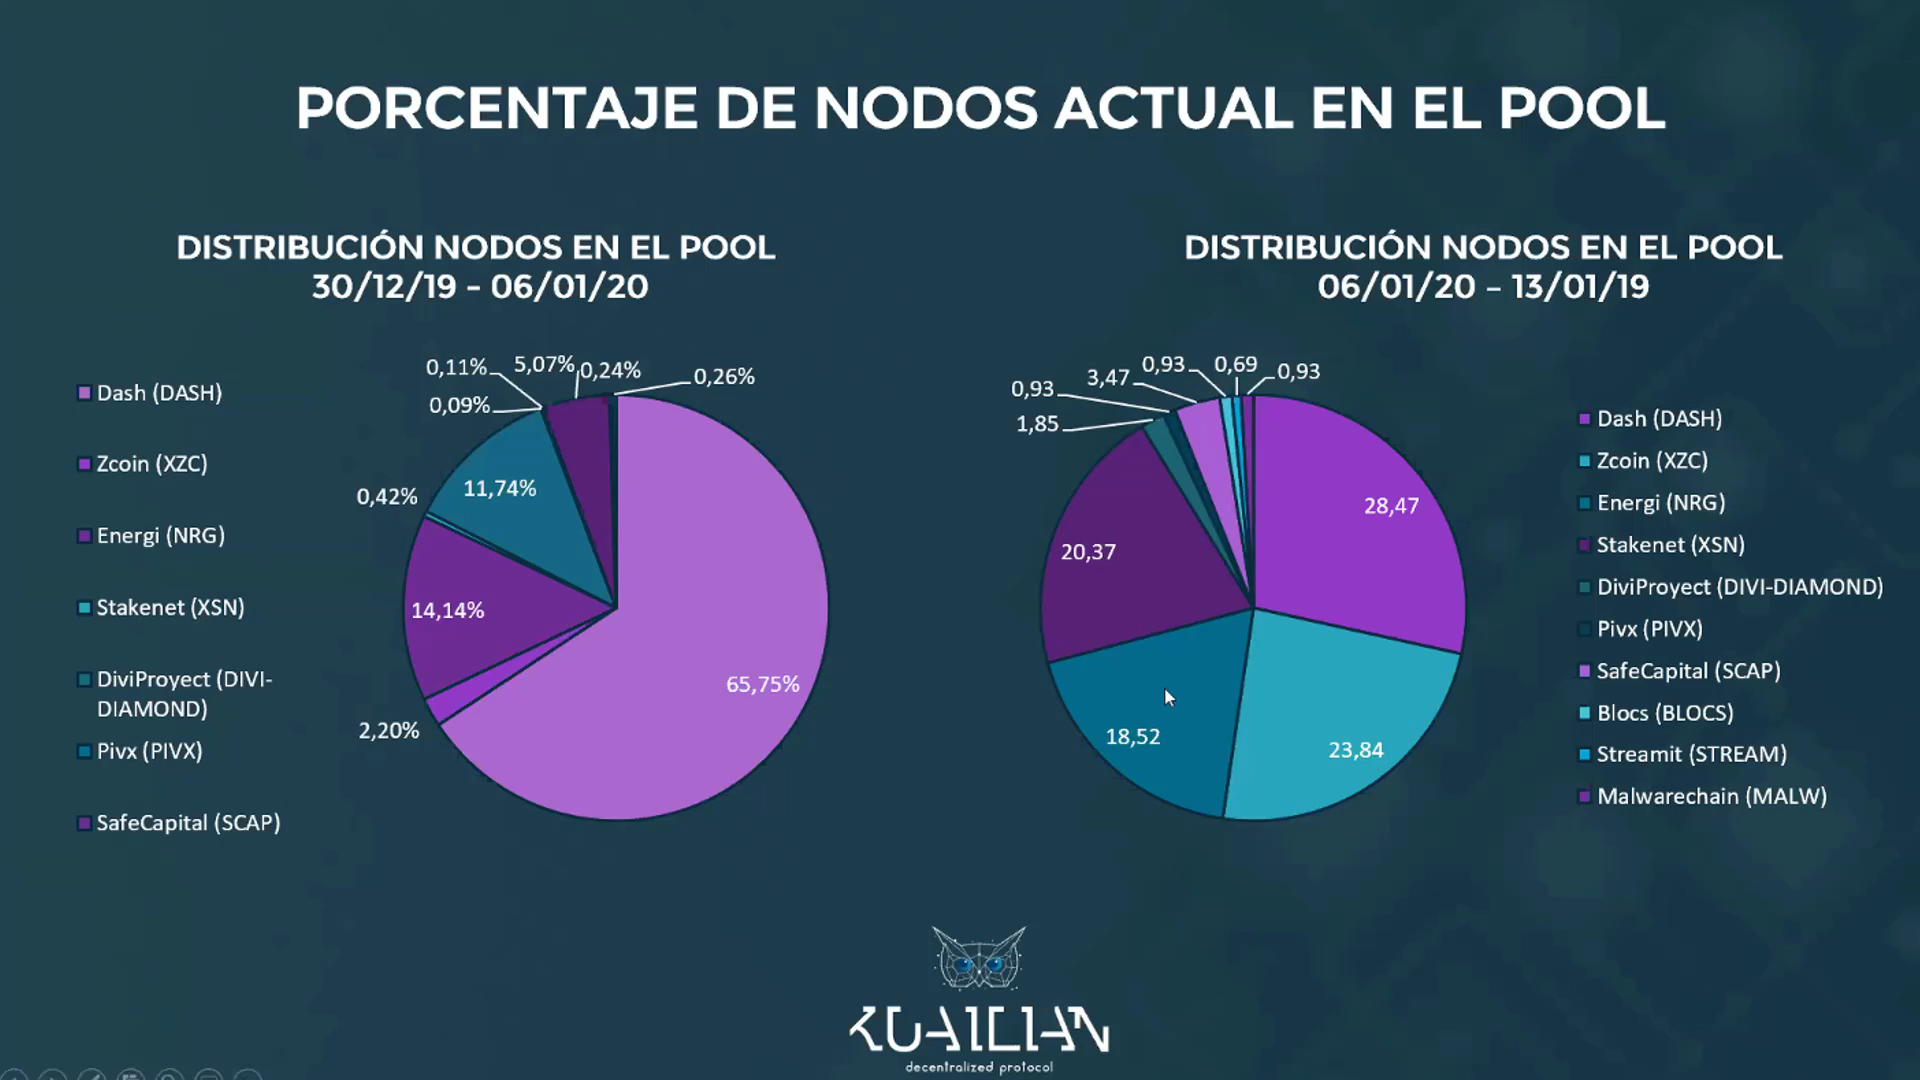 PORCENTAJE DE NODOS ACTUAL EN EL POOL
DISTRIBUCIÓN NODOS EN EL POOL
30/12/19 - 06/01/20
Dash (DASH)
Zcoin (XZC)
Energi (NRG)
Stakenet (XSN)
DiviProyect (DIVI-
DIAMOND)
Pivx (PIVX)
SafeCapital (SCAP)
0,11%
5,07%
0,24%
0,26%
0,09%
11,74%
0,42%
14,14%
65,75%
2,20%
DISTRIBUCIÓN NODOS EN EL POOL
06/01/20 - 13/01/19
0,93
3,47
0,93
0,69
0,93
1,85
28,47
20,37
18,52
23,84
Dash (DASH)
Zcoin (XZC)
Energi (NRG)
Stakenet (XSN)
DiviProyect (DIVI-DIAMOND)
Pivx (PIVX)
SafeCapital (SCAP)
Blocs (BLOCS)
Streamit (STREAM)
Malwarechain (MALW)
KUAILIAN
decentralized protocol